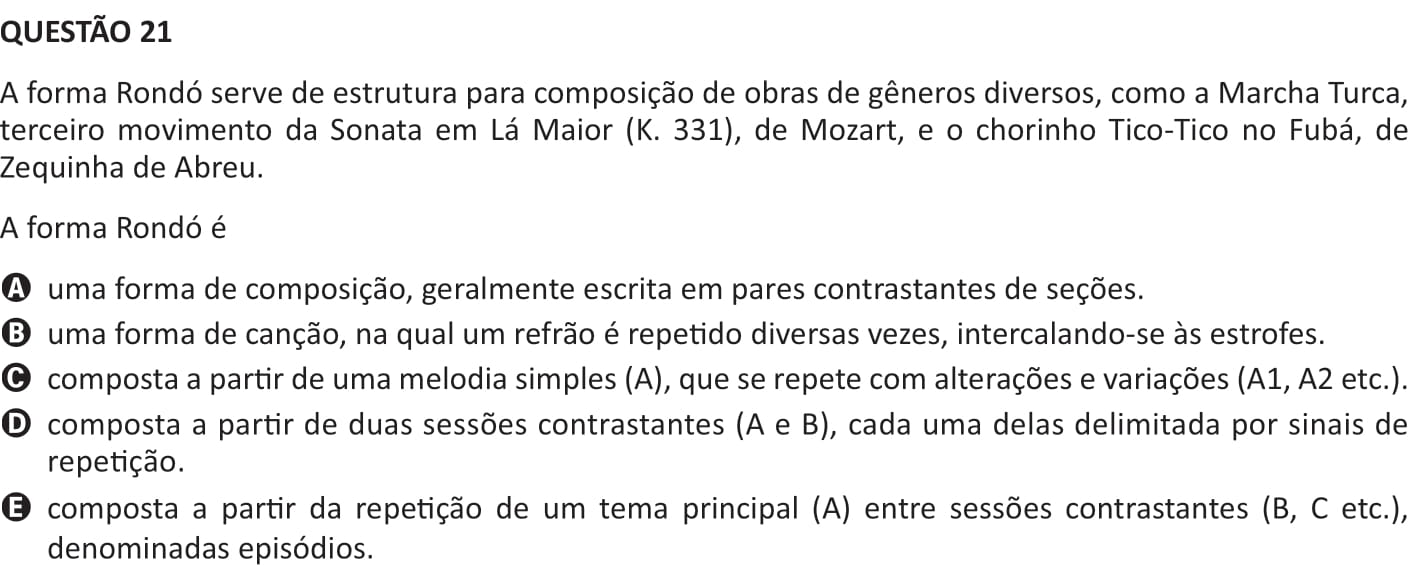 QUESTÃO 21
A forma Rondó serve de estrutura para composição de obras de gêneros diversos, como a Marcha Turca,
terceiro movimento da Sonata em Lá Maior (K. 331), de Mozart, e o chorinho Tico-Tico no Fubá, de
Zequinha de Abreu.
A forma Rondó é
A uma forma de composição, geralmente escrita em pares contrastantes de seções.
B uma forma de canção, na qual um refrão é repetido diversas vezes, intercalando-se às estrofes.
C composta a partir de uma melodia simples (A), que se repete com alterações e variações (A1, A2 etc.).
D composta a partir de duas sessões contrastantes (A e B), cada uma delas delimitada por sinais de
repetição.
E composta a partir da repetição de um tema principal (A) entre sessões contrastantes (B, C etc.),
denominadas episódios.